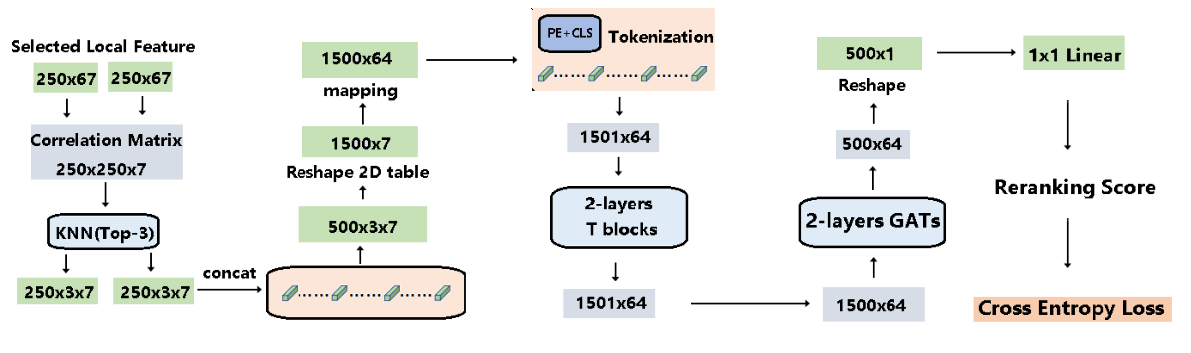 Selected Local Feature
250x67
250x67
Correlation Matrix
250x250x7
KNN(Top-3)
250x3x7
250x3x7
concat
500x3x7
Reshape 2D table
1500x7
mapping
1500x64
PE+CLS
Tokenization
1501x64
2-layers
T blocks
1501x64
1500x64
2-layers GATs
500x64
Reshape
500x1
1x1 Linear
Reranking Score
Cross Entropy Loss